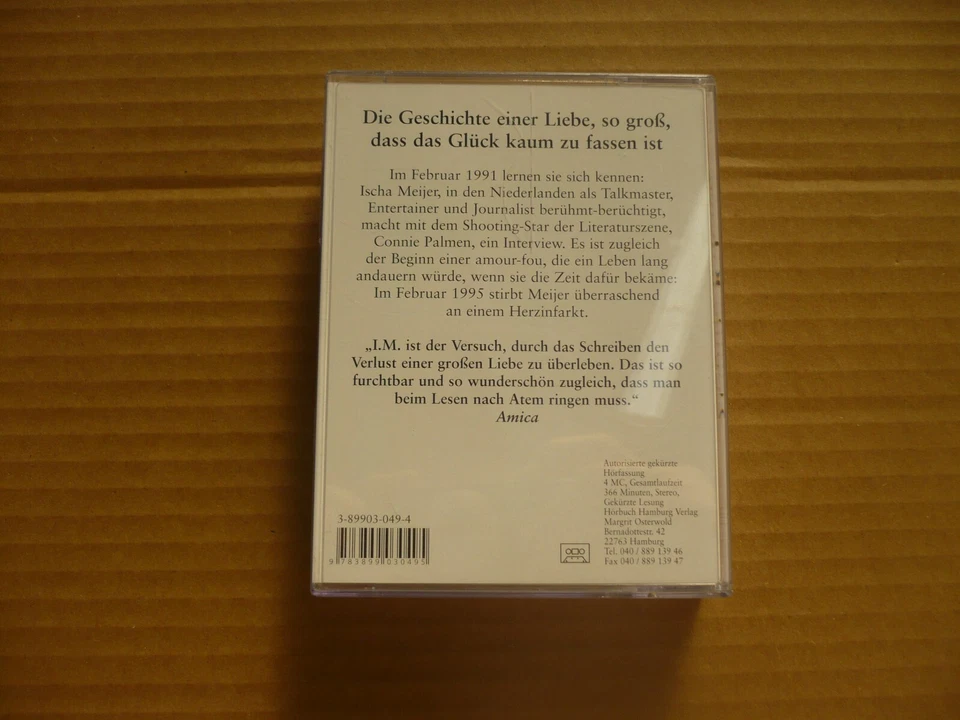 Die Geschichte einer Liebe, so groß,
dass das Glück kaum zu fassen ist
Im Februar 1991 lernen sie sich kennen:
Ischa Meijer, in den Niederlanden als Talkmaster,
Entertainer und Journalist berühmt-berüchtigt,
macht mit dem Shooting-Star der Literaturszene,
Connie Palmen, ein Interview. Es ist zugleich
der Beginn einer amour-fou, die ein Leben lang
andauern würde, wenn sie die Zeit dafür bekäme:
Im Februar 1995 stirbt Meijer überraschend
an einem Herzinfarkt.
„I.M. ist der Versuch, durch das Schreiben den
Verlust einer großen Liebe zu überleben. Das ist so
furchtbar und so wunderschön zugleich, dass man
beim Lesen nach Atem ringen muss.“
Amica
Autorisierte gekürzte
Hörfassung
4 MC, Gesamtlaufzeit
366 Minuten, Stereo,
Gekürzte Lesung
Hörbuch Hamburg Verlag
Margrit Osterwold
Bernadottestr. 42
22763 Hamburg
Tel. 040 / 889 139 46
Fax 040 / 889 139 47
3-89903-049-4
9 783899 030495